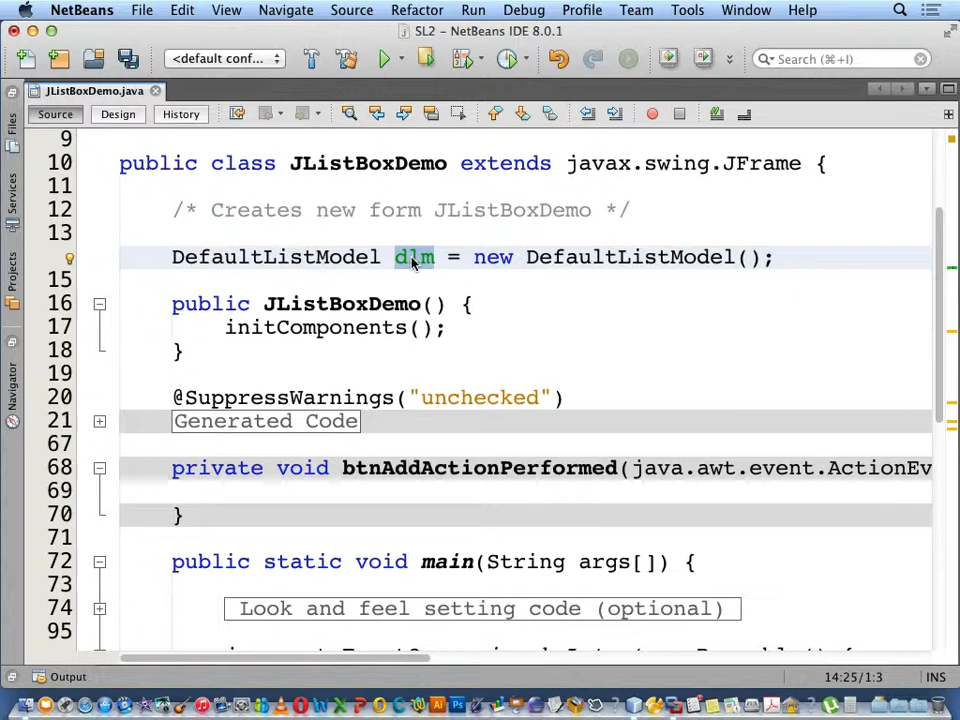 NetBeans File Edit View Navigate Source Refactor Run Debug Profile Team Tools Window Help
SL2 - NetBeans IDE 8.0.1
<default conf... Search (⌘+I)
JListBoxDemo.java
Source Design History
Files
Services
Projects
Navigator
9
10 public class JListBoxDemo extends javax.swing.JFrame {
11
12 /* Creates new form JListBoxDemo */
13
DefaultListModel dlm = new DefaultListModel();
15
16 public JListBoxDemo() {
17 initComponents();
18 }
19
20 @SuppressWarnings("unchecked")
21 Generated Code
67
68 private void btnAddActionPerformed(java.awt.event.ActionEv
69
70 }
71
72 public static void main(String args[]) {
73
74 Look and feel setting code (optional)
95
Output 14:25/1:3 INS